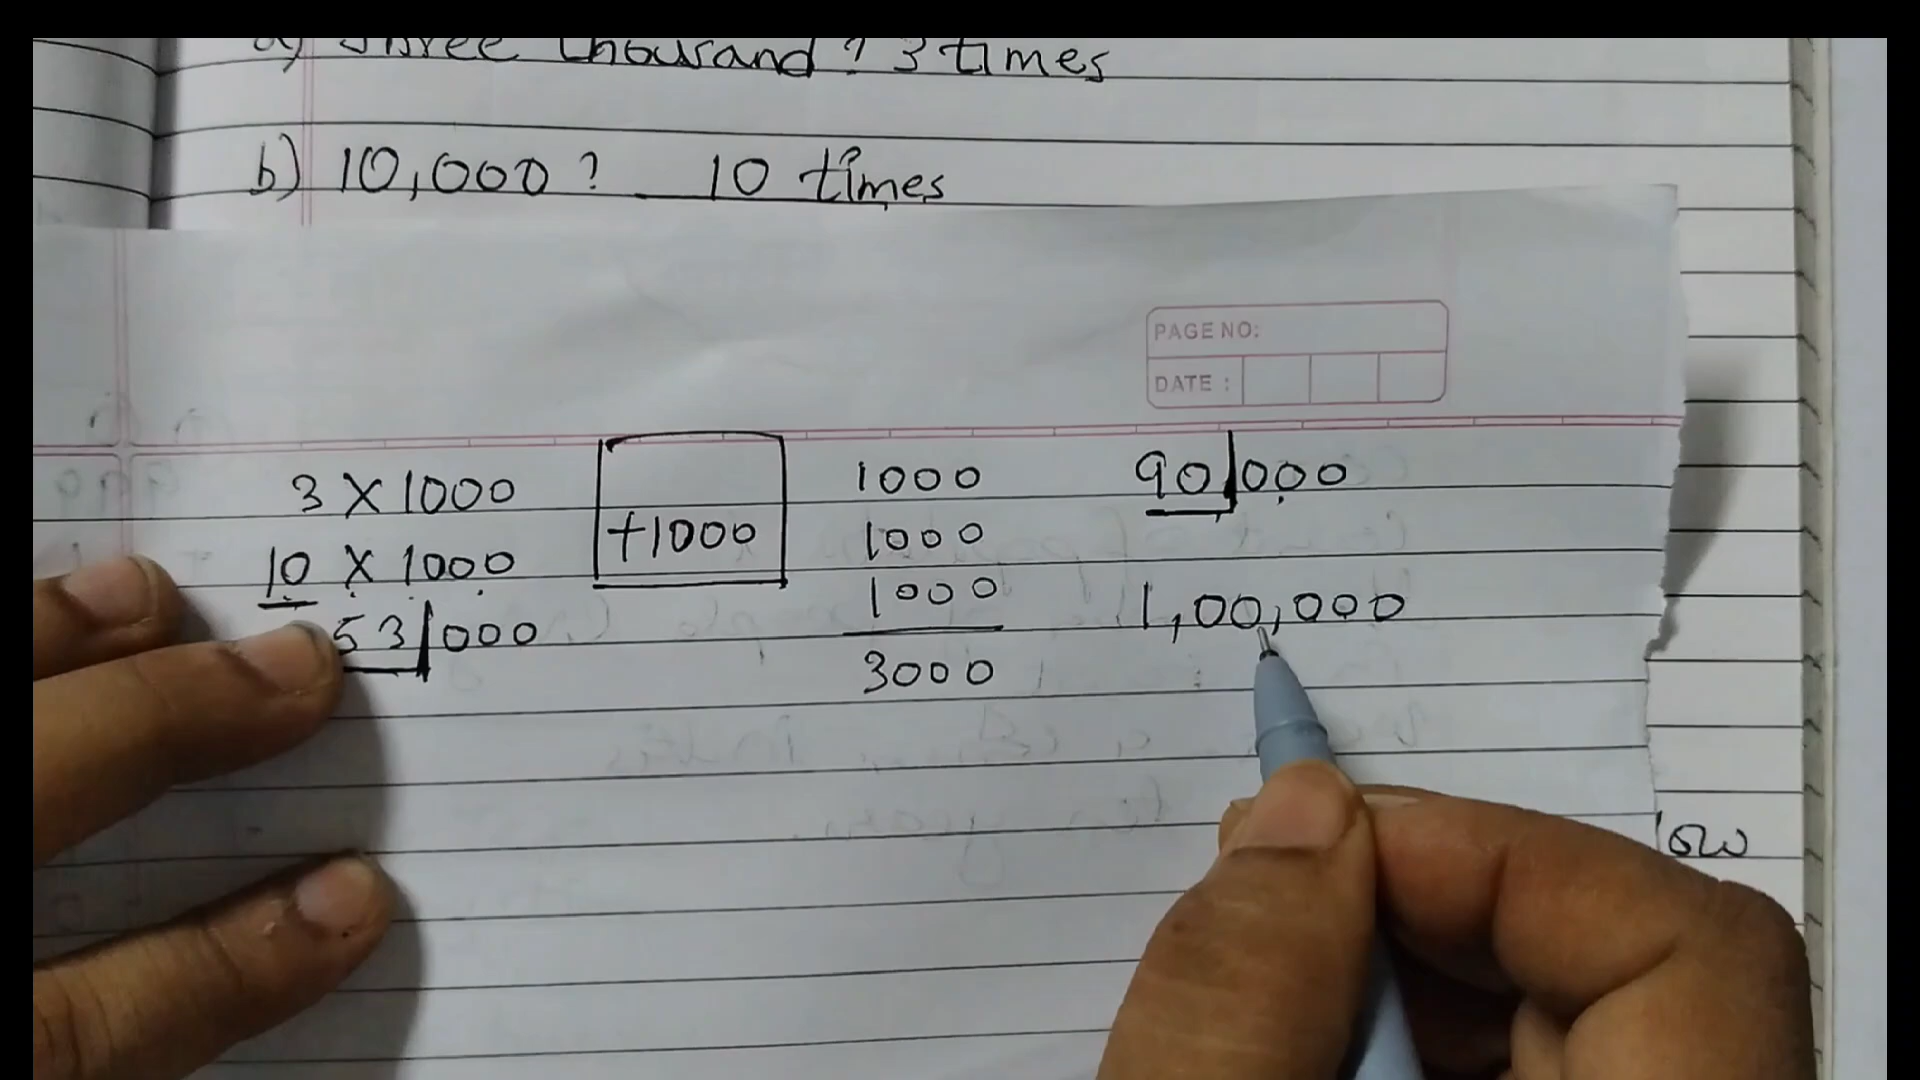 a) Three thousand? 3 times
b) 10,000? 10 times
PAGE NO:
DATE :
3 X 1000
10 X 1000
53|000
+1000
1000
1000
1000
3000
90,|000
1,00,000
low